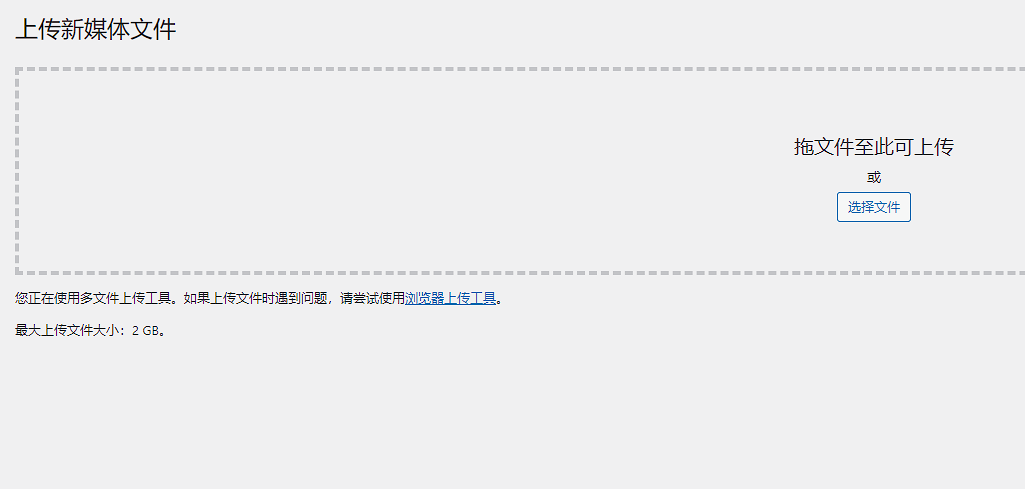 上传新媒体文件
拖文件至此可上传
或
选择文件
您正在使用多文件上传工具。如果上传文件时遇到问题，请尝试使用浏览器上传工具。
最大上传文件大小：2 GB。